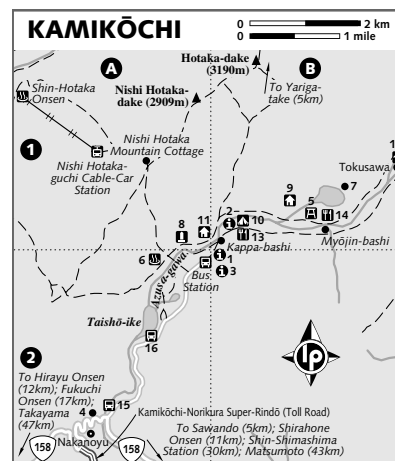 KAMIKŌCHI
0 2 km
0 1 mile
A
B
Hotaka-dake
(3190m)
To Yariga-
take (5km)
Shin-Hotaka
Onsen
Nishi Hotaka-
dake (2909m)
1
Nishi Hotaka
Mountain Cottage
Nishi Hotaka-
guchi Cable-Car
Station
Tokusawa
7
9
5
14
Myōjin-bashi
2
10
11
13
8
Kappa-bashi
6
1
3
Bus
Station
Azusa-gawa
Taishō-ike
16
lp
2
To Hirayu Onsen
(12km); Fukuchi
Onsen (17km);
Takayama
(47km)
15
4
Nakanoyu
158
158
Kamikōchi-Norikura Super-Rindō (Toll Road)
To Sawando (5km); Shirahone
Onsen (11km); Shin-Shimashima
Station (30km); Matsumoto (43km)